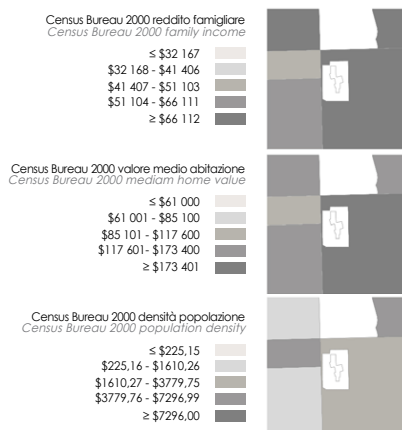 Census Bureau 2000 reddito famigliare
Census Bureau 2000 family income
≤ $32 167
$32 168 - $41 406
$41 407 - $51 103
$51 104 - $66 111
≥ $66 112
Census Bureau 2000 valore medio abitazione
Census Bureau 2000 mediam home value
≤ $61 000
$61 001 - $85 100
$85 101 - $117 600
$117 601- $173 400
≥ $173 401
Census Bureau 2000 densità popolazione
Census Bureau 2000 population density
≤ $225,15
$225,16 - $1610,26
$1610,27 - $3779,75
$3779,76 - $7296,99
≥ $7296,00